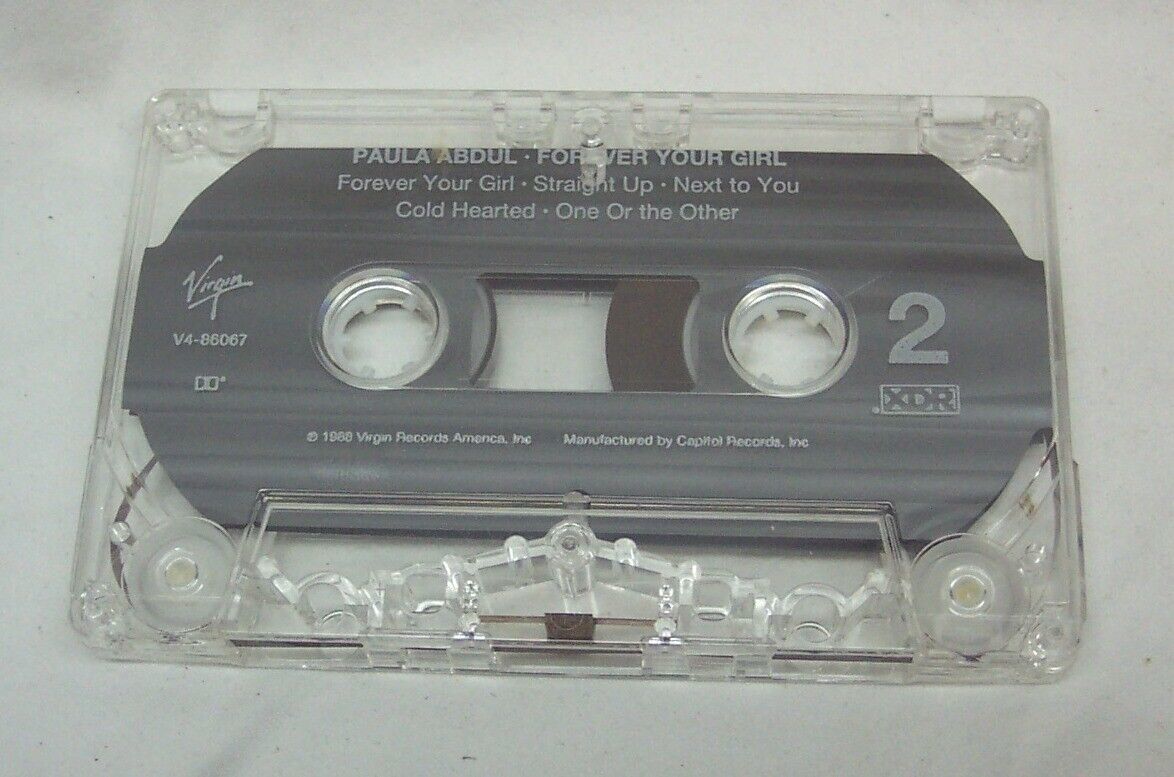 PAULA ABDUL · FOREVER YOUR GIRL
Forever Your Girl · Straight Up · Next to You
Cold Hearted · One Or the Other
Virgin
V4-86067
2
XDR
℗ 1988 Virgin Records America, Inc Manufactured by Capitol Records, Inc